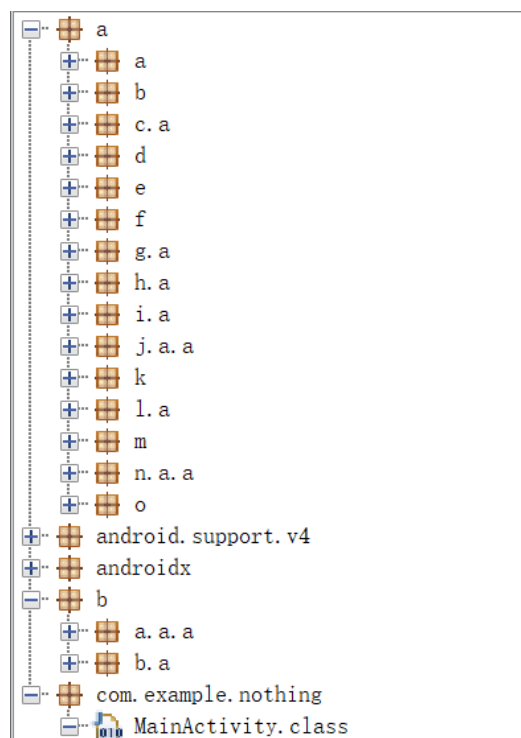 a
a
b
c.a
d
e
f
g.a
h.a
i.a
j.a.a
k
l.a
m
n.a.a
o
android.support.v4
androidx
b
a.a.a
b.a
com.example.nothing
MainActivity.class